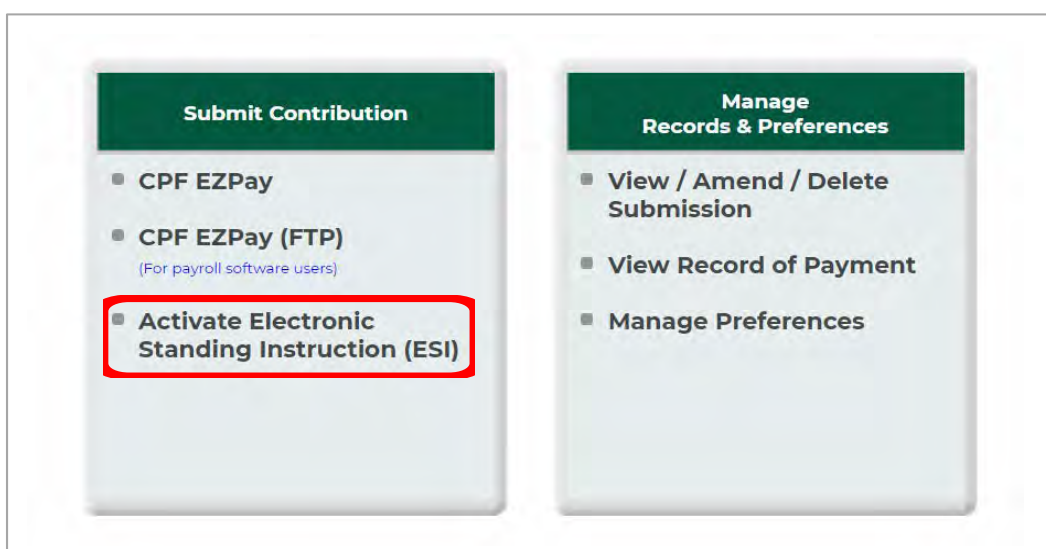 Submit Contribution
CPF EZPay
CPF EZPay (FTP)
(For payroll software users)
Activate Electronic
Standing Instruction (ESI)
Manage
Records & Preferences
View / Amend / Delete
Submission
View Record of Payment
Manage Preferences